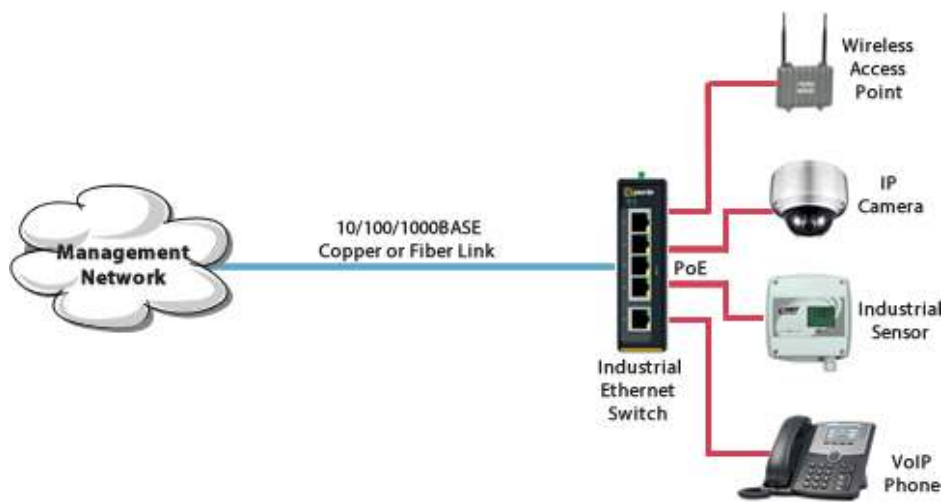 Wireless
Access
Point
IP
Camera
10/100/1000BASE
Copper or Fiber Link
Management
Network
PoE
Industrial
Sensor
Industrial
Ethernet
Switch
VoIP
Phone